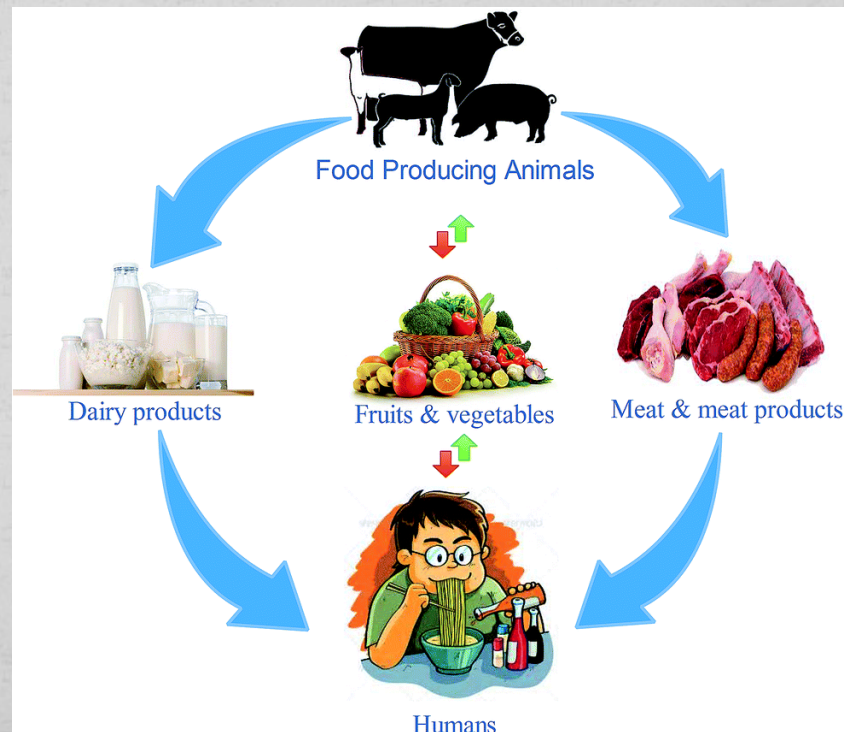 Food Producing Animals
Dairy products
Fruits & vegetables
Meat & meat products
Humans